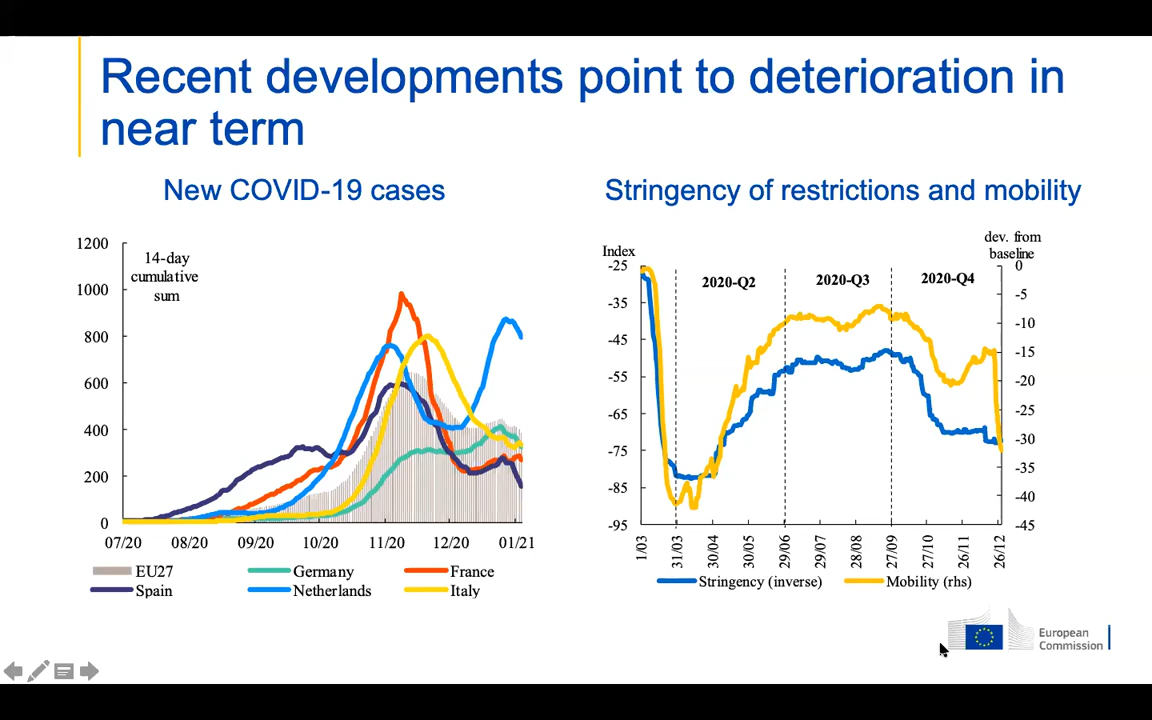 Recent developments point to deterioration in
near term
New COVID-19 cases
1200
1000
800
600
400
200
0
14-day
cumulative
sum
07/20 08/20 09/20 10/20 11/20 12/20 01/21
EU27 Germany France
Spain Netherlands Italy
Stringency of restrictions and mobility
Index
dev. from
baseline
-25
-35
-45
-55
-65
-75
-85
-95
2020-Q2 2020-Q3 2020-Q4
0
-5
-10
-15
-20
-25
-30
-35
-40
-45
1/03
31/03
30/04
30/05
29/06
29/07
28/08
27/09
27/10
26/11
26/12
Stringency (inverse) Mobility (rhs)
European
Commission